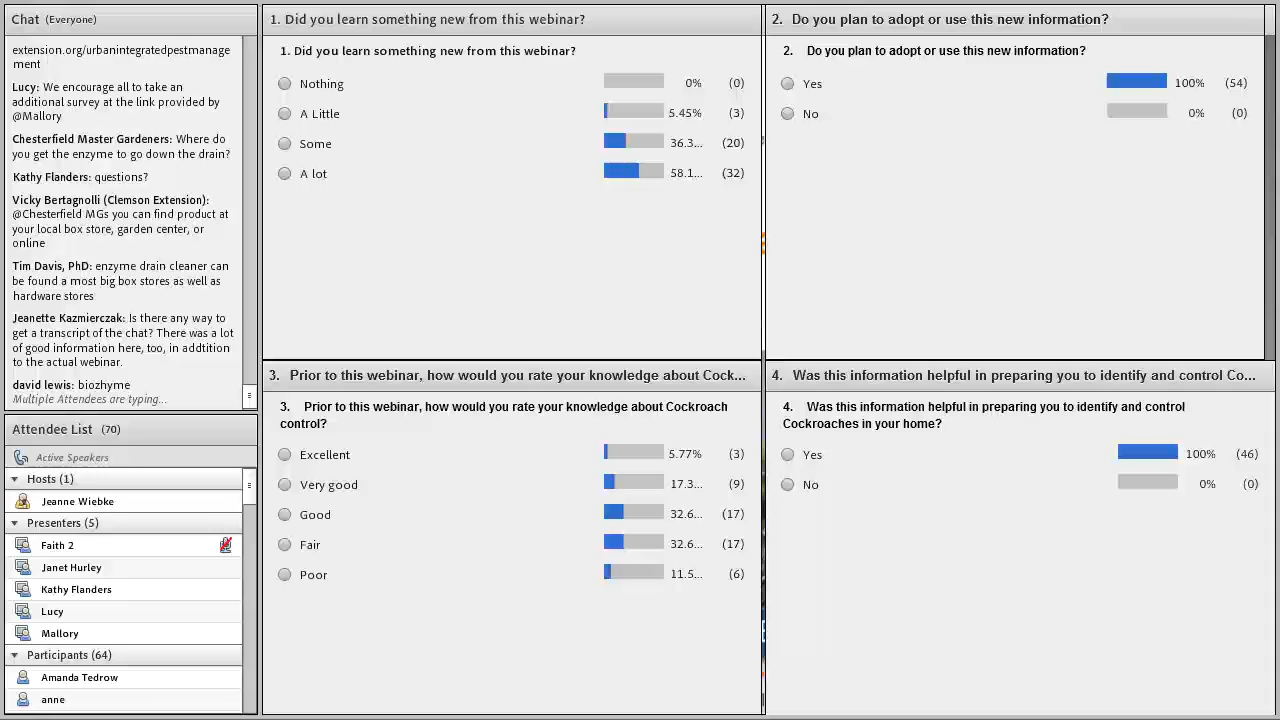 Chat (Everyone)
extension.org/urbanintegratedpestmanage
ment
Lucy: We encourage all to take an
additional survey at the link provided by
@Mallory
Chesterfield Master Gardeners: Where do
you get the enzyme to go down the drain?
Kathy Flanders: questions?
Vicky Bertagnolli (Clemson Extension):
@Chesterfield MGs you can find product at
your local box store, garden center, or
online
Tim Davis, PhD: enzyme drain cleaner can
be found a most big box stores as well as
hardware stores
Jeanette Kazmierczak: Is there any way to
get a transcript of the chat? There was a lot
of good information here, too, in addtition
to the actual webinar.
david lewis: biozhyme
Multiple Attendees are typing...
Attendee List (70)
Active Speakers
Hosts (1)
Jeanne Wiebke
Presenters (5)
Faith 2
Janet Hurley
Kathy Flanders
Lucy
Mallory
Participants (64)
Amanda Tedrow
anne
1. Did you learn something new from this webinar?
1. Did you learn something new from this webinar?
Nothing 0% (0)
A Little 5.45% (3)
Some 36.3... (20)
A lot 58.1... (32)
2. Do you plan to adopt or use this new information?
2. Do you plan to adopt or use this new information?
Yes 100% (54)
No 0% (0)
3. Prior to this webinar, how would you rate your knowledge about Cock...
3. Prior to this webinar, how would you rate your knowledge about Cockroach
control?
Excellent 5.77% (3)
Very good 17.3... (9)
Good 32.6... (17)
Fair 32.6... (17)
Poor 11.5... (6)
4. Was this information helpful in preparing you to identify and control Co...
4. Was this information helpful in preparing you to identify and control
Cockroaches in your home?
Yes 100% (46)
No 0% (0)